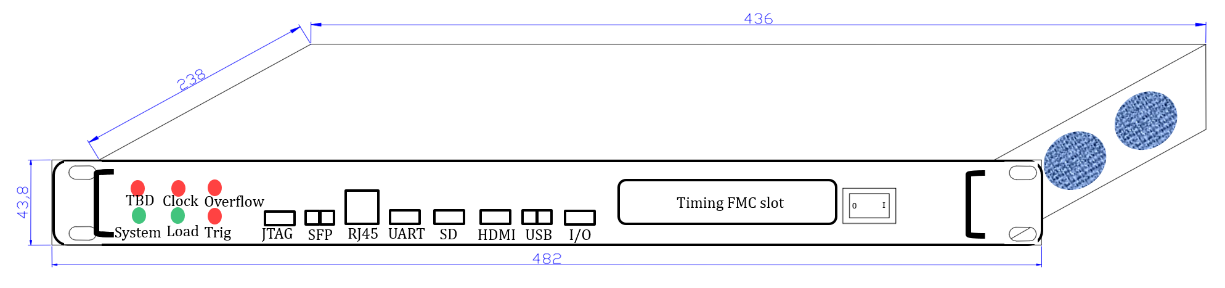 436
238
43,8
TBD Clock Overflow
System Load Trig
JTAG SFP RJ45 UART SD HDMI USB I/O
Timing FMC slot
0 I
482